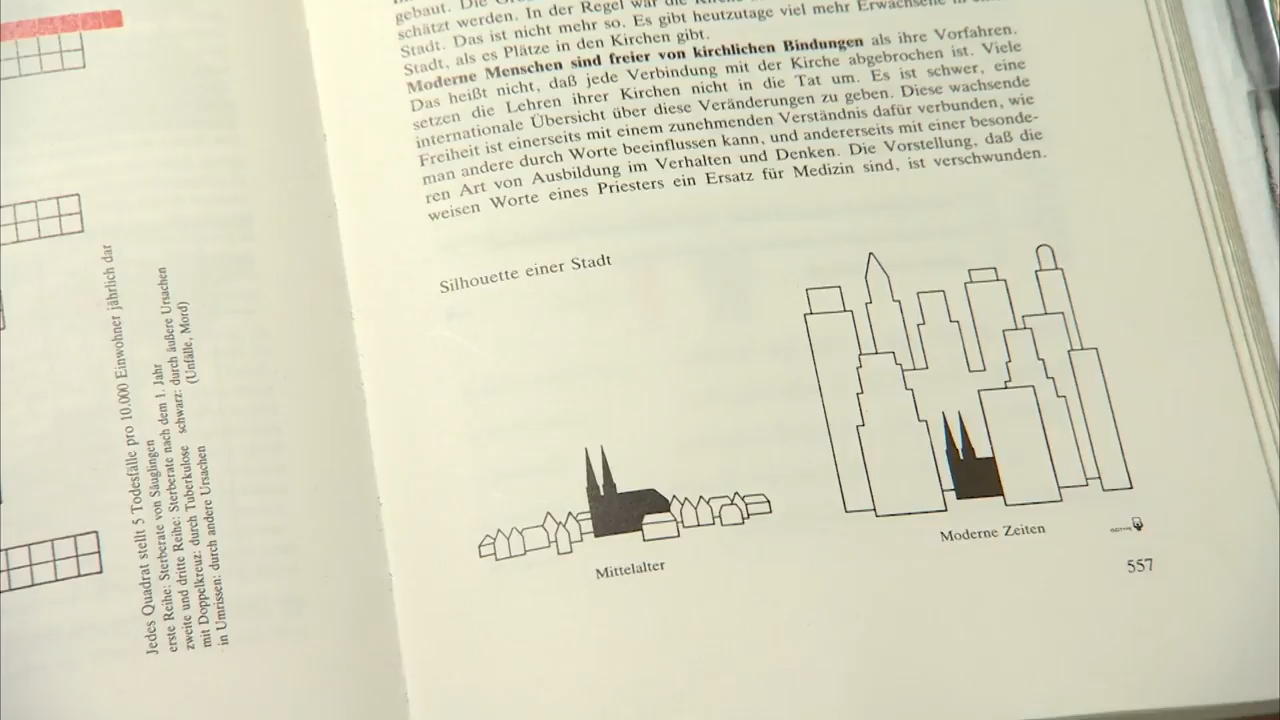 Jedes Quadrat stellt 5 Todesfälle pro 10.000 Einwohner jährlich dar
erste Reihe: Sterberate von Säuglingen
zweite und dritte Reihe: Sterberate nach dem 1. Jahr
mit Doppelkreuz: durch Tuberkulose schwarz: durch äußere Ursachen
in Umrissen: durch andere Ursachen (Unfälle, Mord)
gebaut. Die
schätzt werden. In der Regel war die
Stadt. Das ist nicht mehr so. Es gibt heutzutage viel mehr Erwachsene in
Stadt, als es Plätze in den Kirchen gibt.
Moderne Menschen sind freier von kirchlichen Bindungen als ihre Vorfahren.
Das heißt nicht, daß jede Verbindung mit der Kirche abgebrochen ist. Viele
setzen die Lehren ihrer Kirchen nicht in die Tat um. Es ist schwer, eine
internationale Übersicht über diese Veränderungen zu geben. Diese wachsende
Freiheit ist einerseits mit einem zunehmenden Verständnis dafür verbunden, wie
man andere durch Worte beeinflussen kann, und andererseits mit einer besonde-
ren Art von Ausbildung im Verhalten und Denken. Die Vorstellung, daß die
weisen Worte eines Priesters ein Ersatz für Medizin sind, ist verschwunden.
Silhouette einer Stadt
Mittelalter
Moderne Zeiten
557